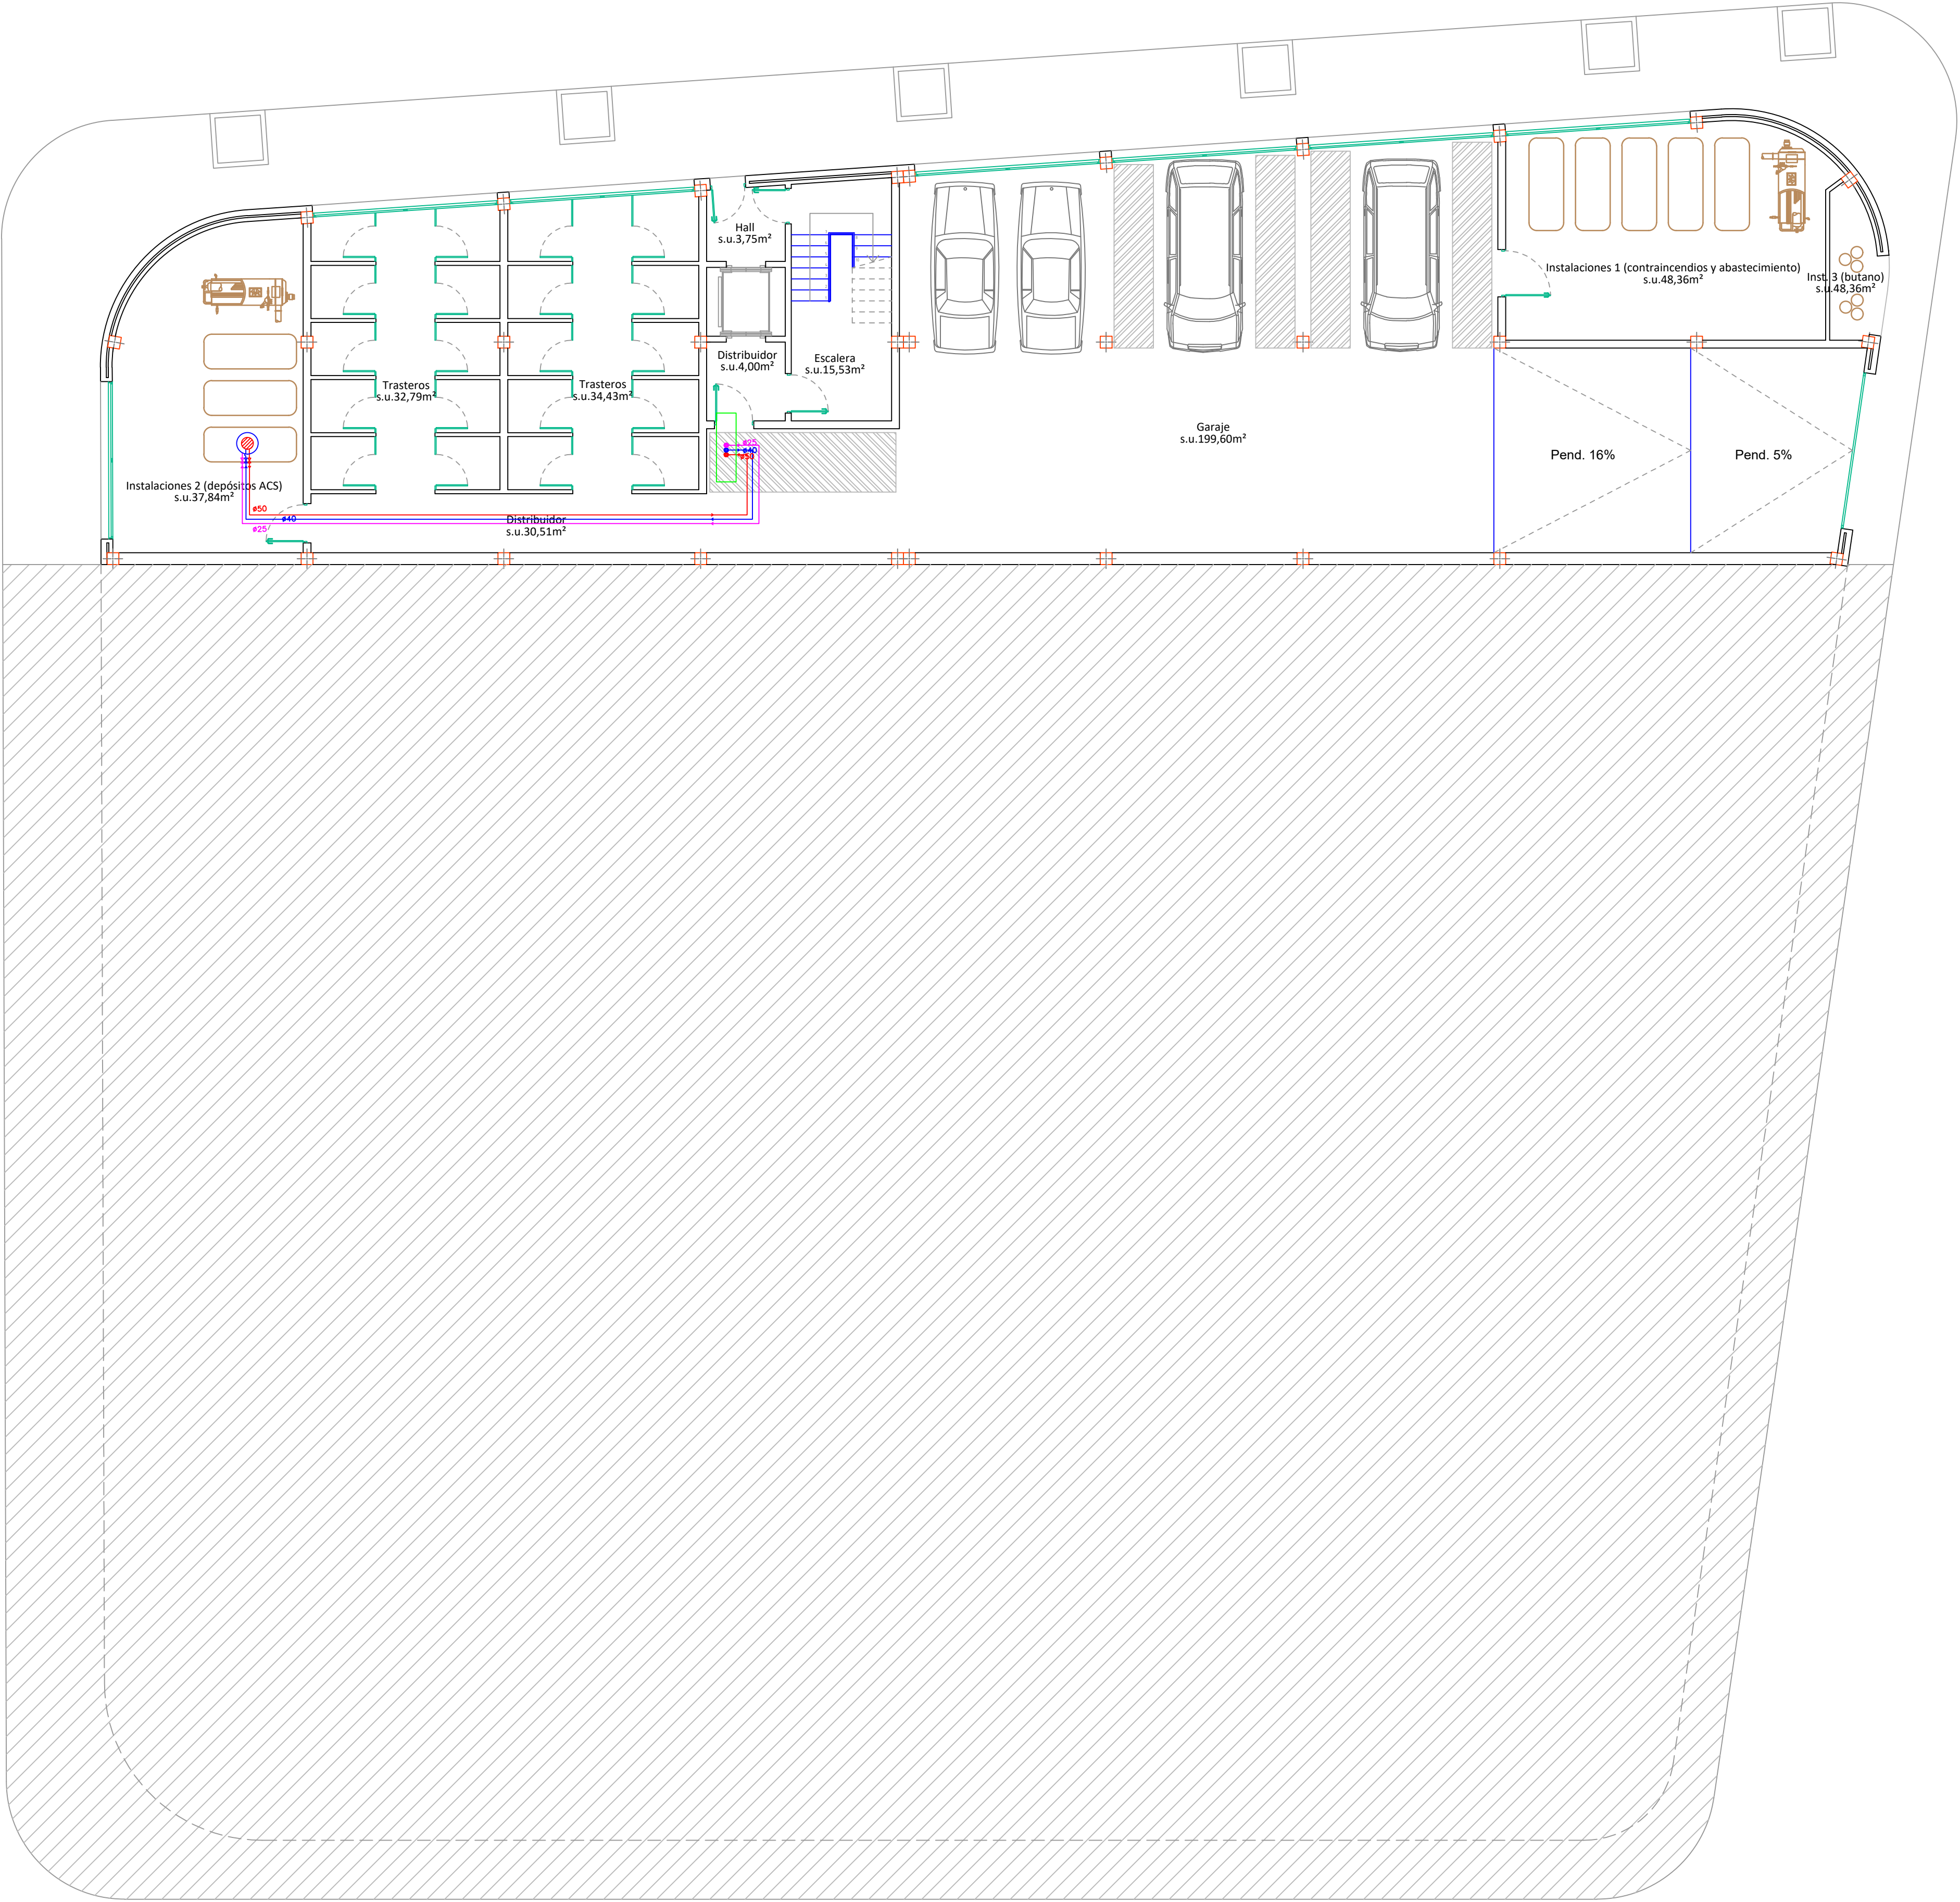 Hall
s.u.3,75m²
Instalaciones 1 (contraincendios y abastecimiento)
s.u.48,36m²
Inst. 3 (butano)
s.u.48,36m²
Distribuidor
s.u.4,00m²
Escalera
s.u.15,53m²
Trasteros
s.u.32,79m²
Trasteros
s.u.34,43m²
Garaje
s.u.199,60m²
ø25
ø40
ø50
Pend. 16%
Pend. 5%
Instalaciones 2 (depósitos ACS)
s.u.37,84m²
ø50
ø40
ø25
Distribuidor
s.u.30,51m²